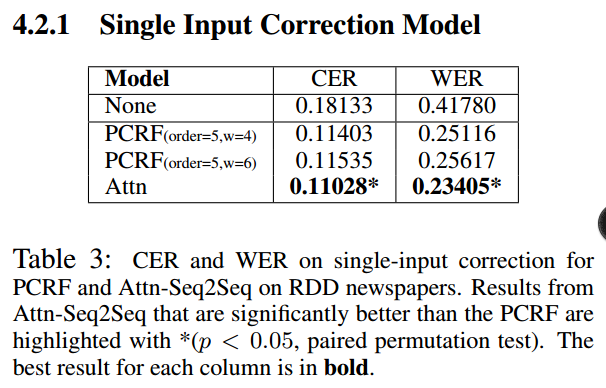 4.2.1 Single Input Correction Model
Model CER WER
None 0.18133 0.41780
PCRF(order=5,w=4) 0.11403 0.25116
PCRF(order=5,w=6) 0.11535 0.25617
Attn 0.11028* 0.23405*
Table 3: CER and WER on single-input correction for
PCRF and Attn-Seq2Seq on RDD newspapers. Results from
Attn-Seq2Seq that are significantly better than the PCRF are
highlighted with *(p < 0.05, paired permutation test). The
best result for each column is in bold.